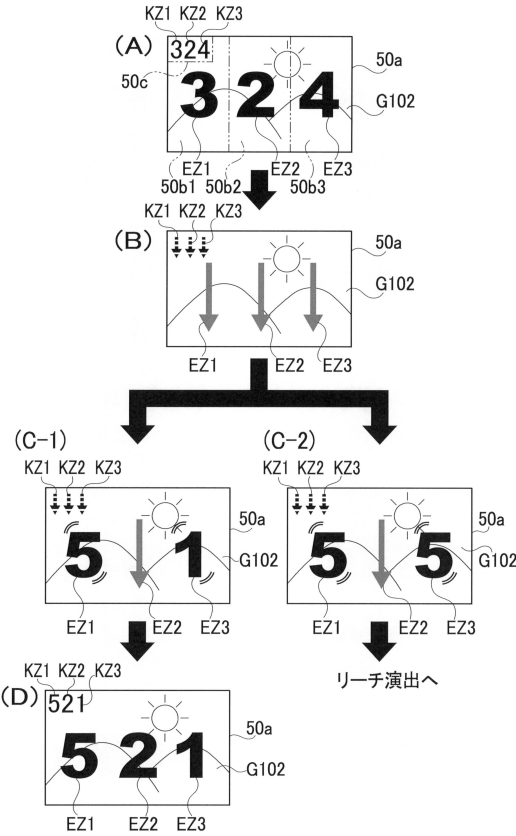 KZ1 KZ2 KZ3
(A)
324
50a
50c
3 2 4
G102
EZ1 EZ2 EZ3
50b1 50b2 50b3
KZ1 KZ2 KZ3
(B)
50a
G102
EZ1 EZ2 EZ3
(C-1)
KZ1 KZ2 KZ3
50a
5 1
G102
EZ1 EZ2 EZ3
(C-2)
KZ1 KZ2 KZ3
50a
5 5
G102
EZ1 EZ2 EZ3
リーチ演出へ
KZ1 KZ2 KZ3
(D)
521
50a
5 2 1
G102
EZ1 EZ2 EZ3